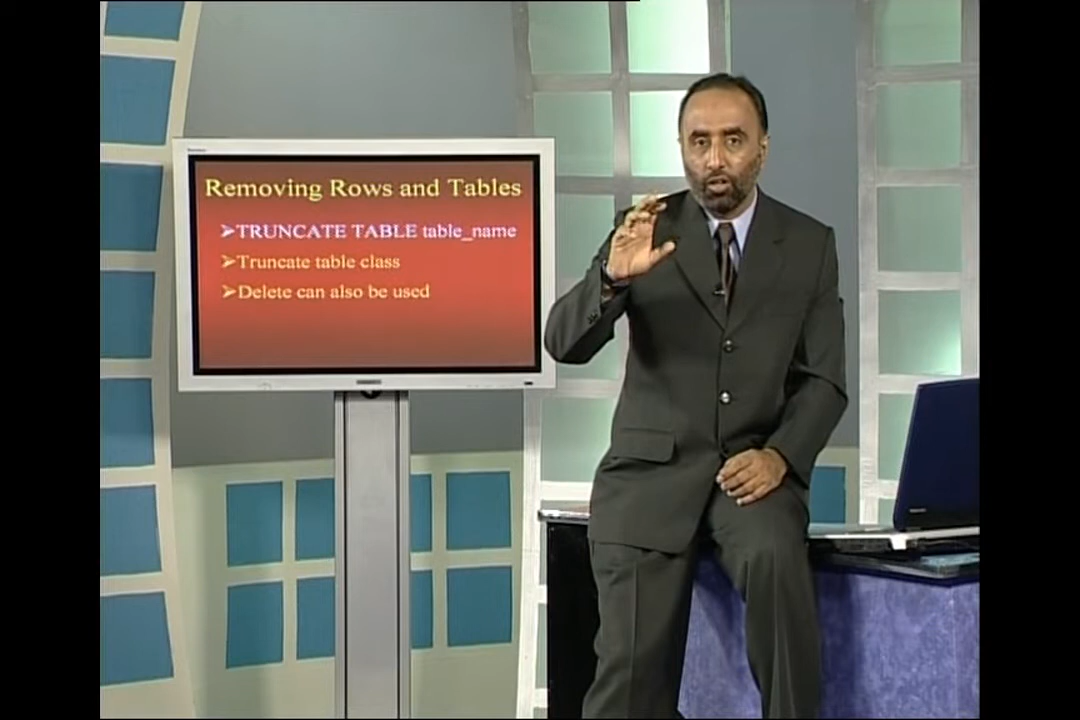 Removing Rows and Tables
➢TRUNCATE TABLE table_name
➢Truncate table class
➢Delete can also be used